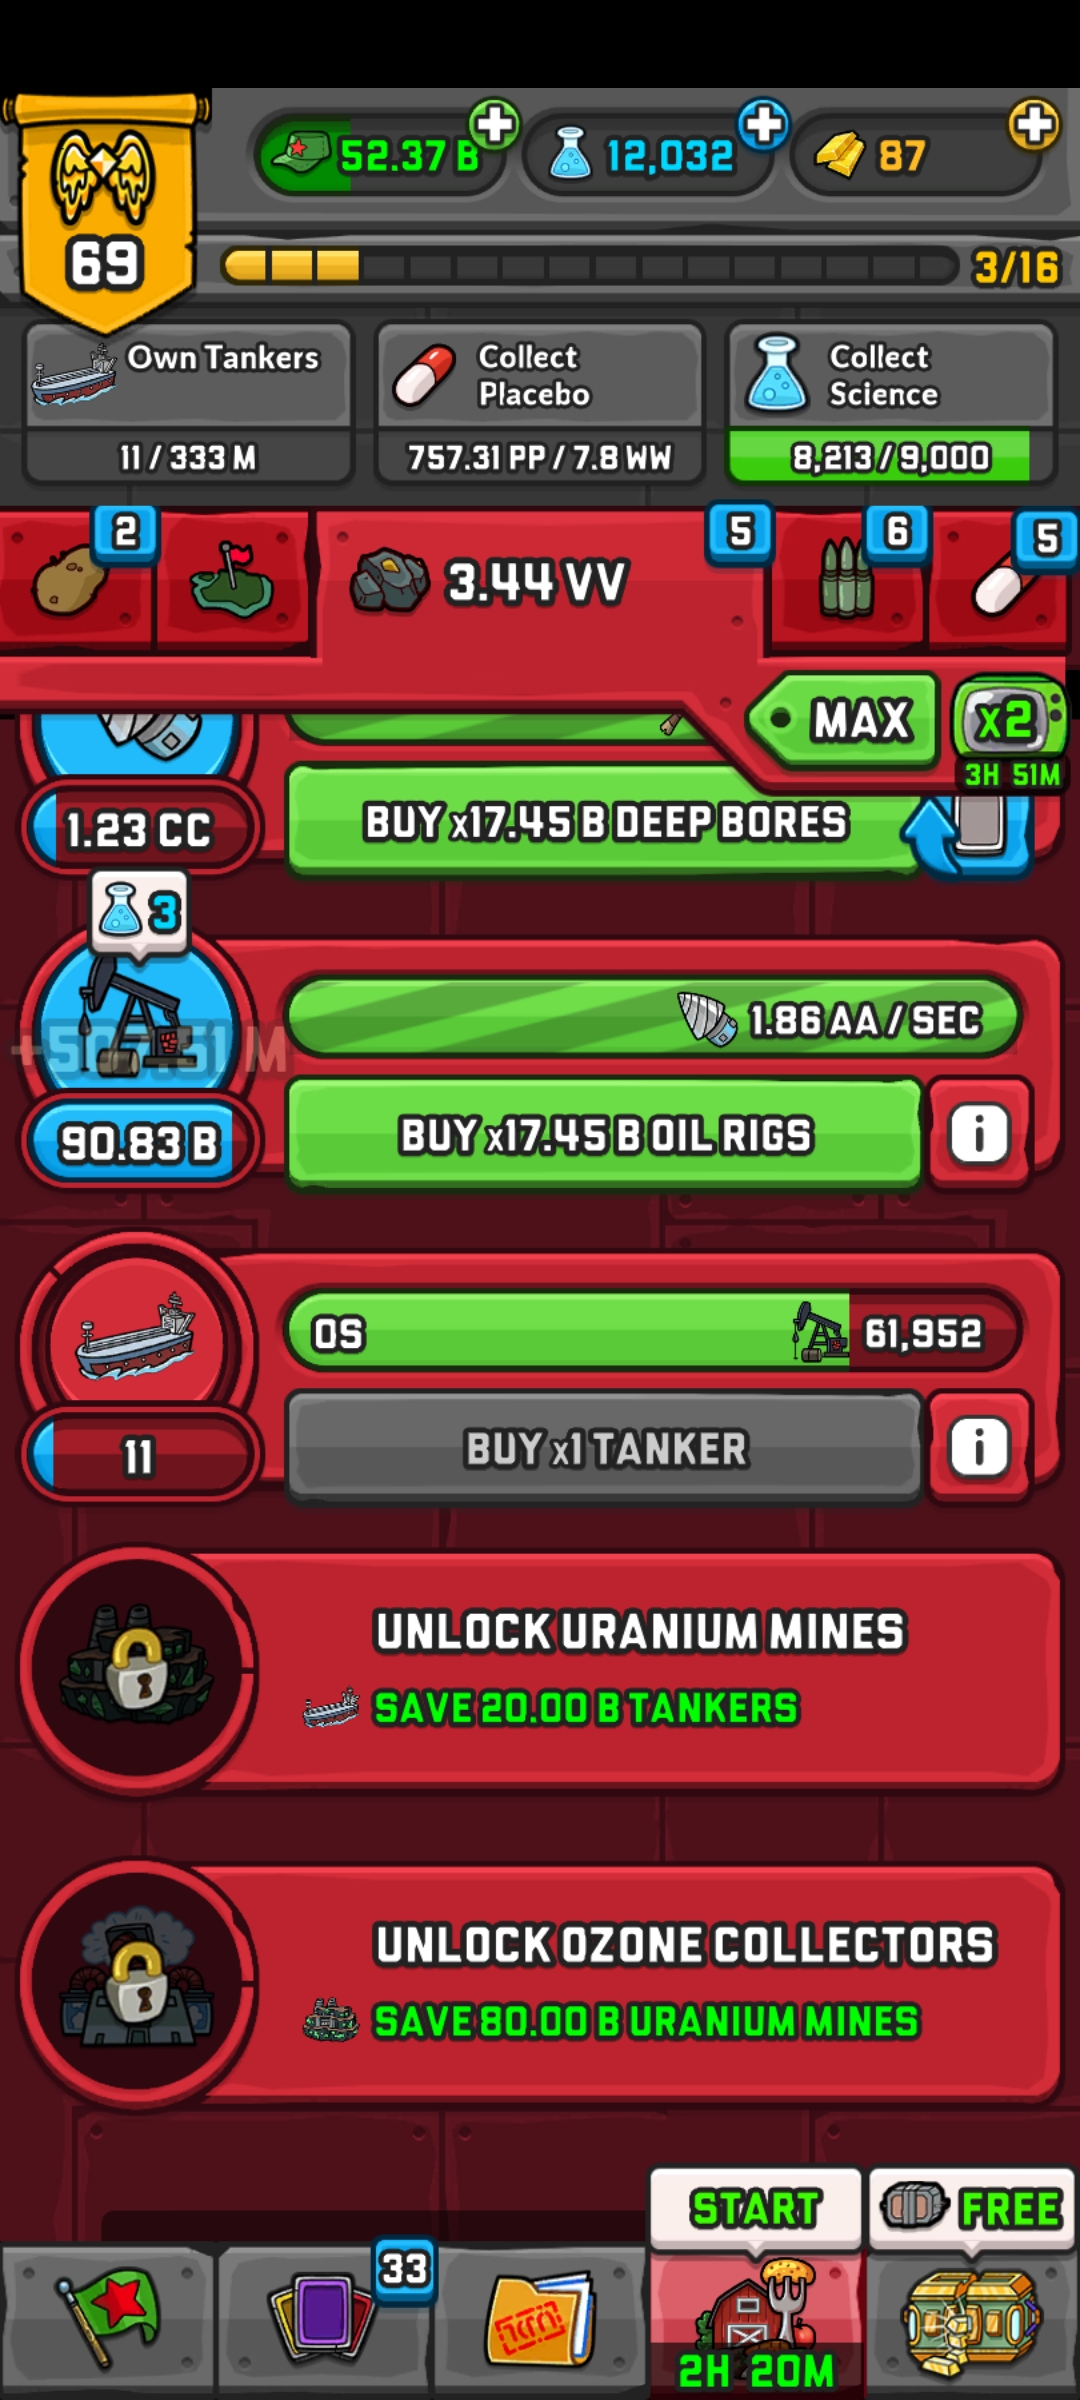 52.37 B
12,032
87
69
3/16
Own Tankers
11 / 333 M
Collect
Placebo
757.31 PP / 7.8 WW
Collect
Science
8,213 / 9,000
2
3.44 VV
5
6
5
MAX
x2
3H 51M
1.23 CC
BUY x17.45 B DEEP BORES
3
+507.51 M
1.86 AA / SEC
90.83 B
BUY x17.45 B OIL RIGS
i
0S
61,952
11
BUY x1 TANKER
i
UNLOCK URANIUM MINES
SAVE 20.00 B TANKERS
UNLOCK OZONE COLLECTORS
SAVE 80.00 B URANIUM MINES
START
FREE
33
2H 20M